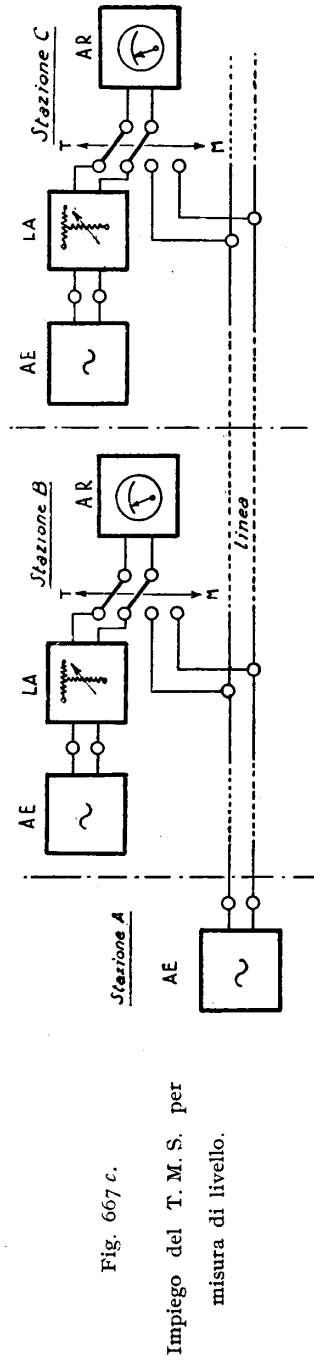 Stazione A
AE
Stazione B
AE
LA
AR
T
M
linea
Stazione C
AE
LA
AR
T
M
Fig. 667 c.
Impiego del T. M. S. per
misura di livello.